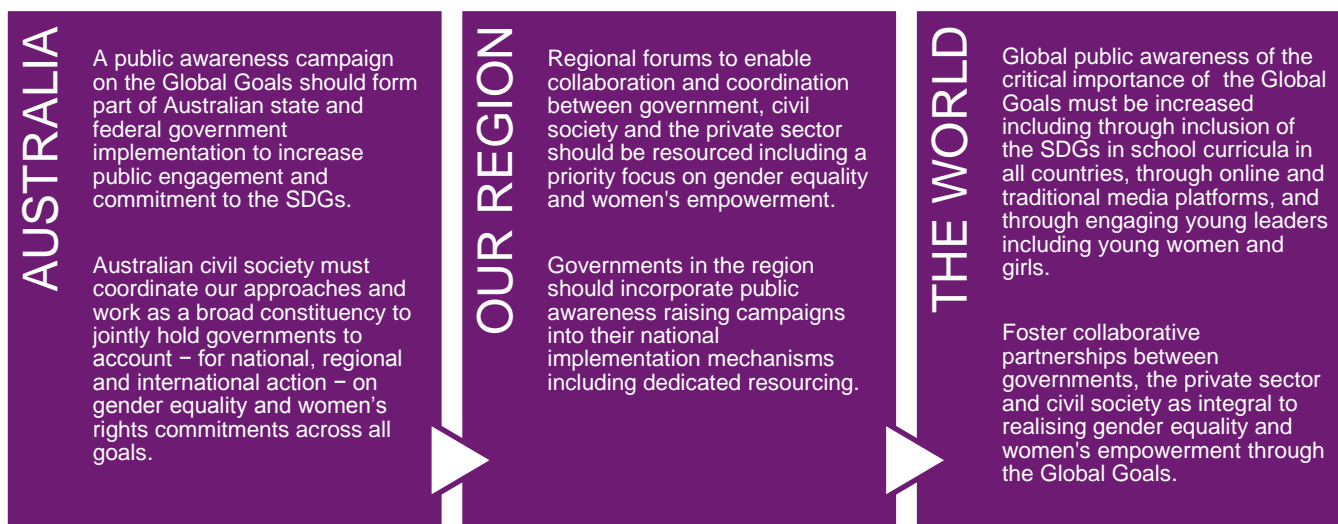 AUSTRALIA
A public awareness campaign
on the Global Goals should form
part of Australian state and
federal government
implementation to increase
public engagement and
commitment to the SDGs.
Australian civil society must
coordinate our approaches and
work as a broad constituency to
jointly hold governments to
account − for national, regional
and international action − on
gender equality and women’s
rights commitments across all
goals.
OUR REGION
Regional forums to enable
collaboration and coordination
between government, civil
society and the private sector
should be resourced including a
priority focus on gender equality
and women's empowerment.
Governments in the region
should incorporate public
awareness raising campaigns
into their national
implementation mechanisms
including dedicated resourcing.
THE WORLD
Global public awareness of the
critical importance of  the Global
Goals must be increased
including through inclusion of
the SDGs in school curricula in
all countries, through online and
traditional media platforms, and
through engaging young leaders
including young women and
girls.
Foster collaborative
partnerships between
governments, the private sector
and civil society as integral to
realising gender equality and
women's empowerment through
the Global Goals.